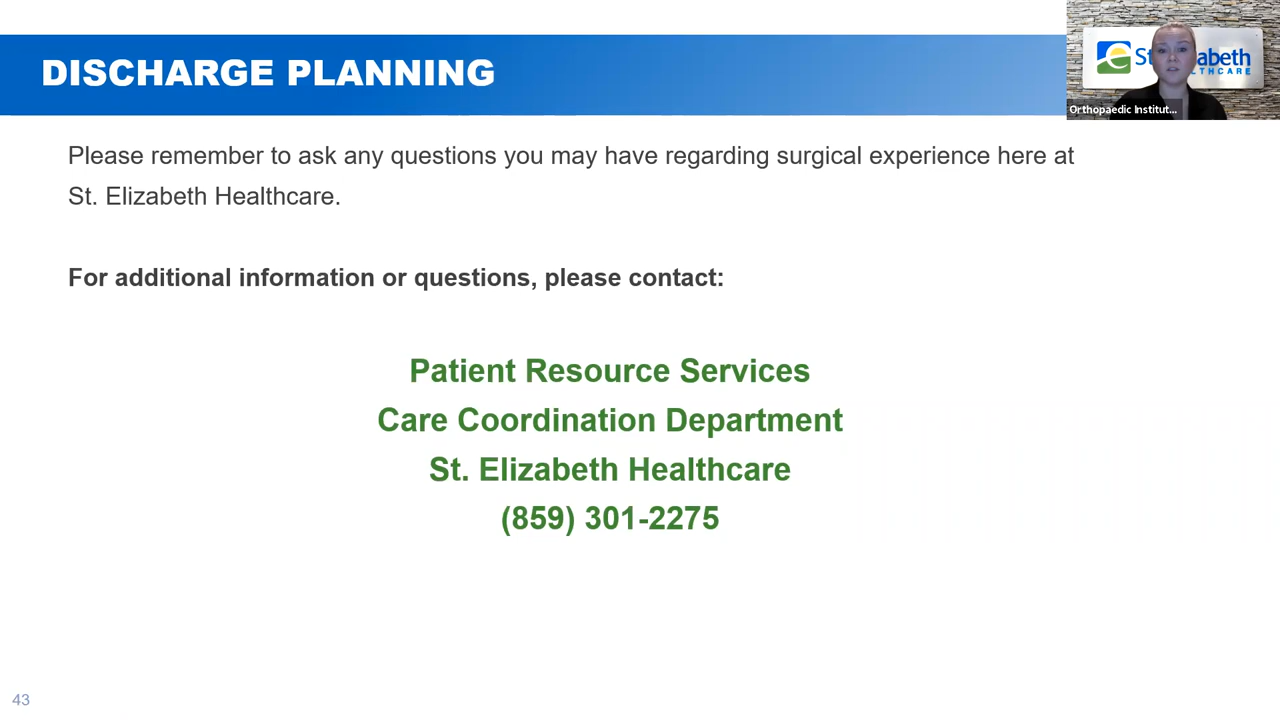 DISCHARGE PLANNING
Orthopaedic Institut...
Please remember to ask any questions you may have regarding surgical experience here at
St. Elizabeth Healthcare.
For additional information or questions, please contact:
Patient Resource Services
Care Coordination Department
St. Elizabeth Healthcare
(859) 301-2275
43